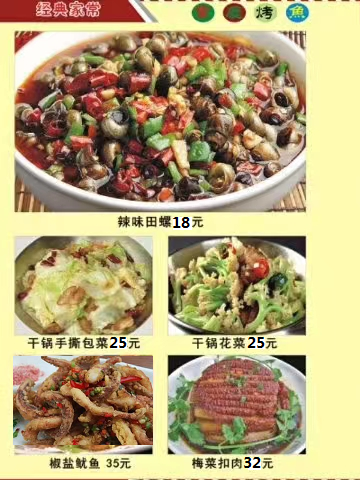 经典家常
香辣烤鱼
辣味田螺18元
干锅手撕包菜25元
干锅花菜25元
椒盐鱿鱼 35元
梅菜扣肉32元